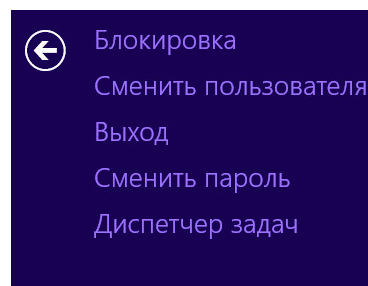 Блокировка
Сменить пользователя
Выход
Сменить пароль
Диспетчер задач